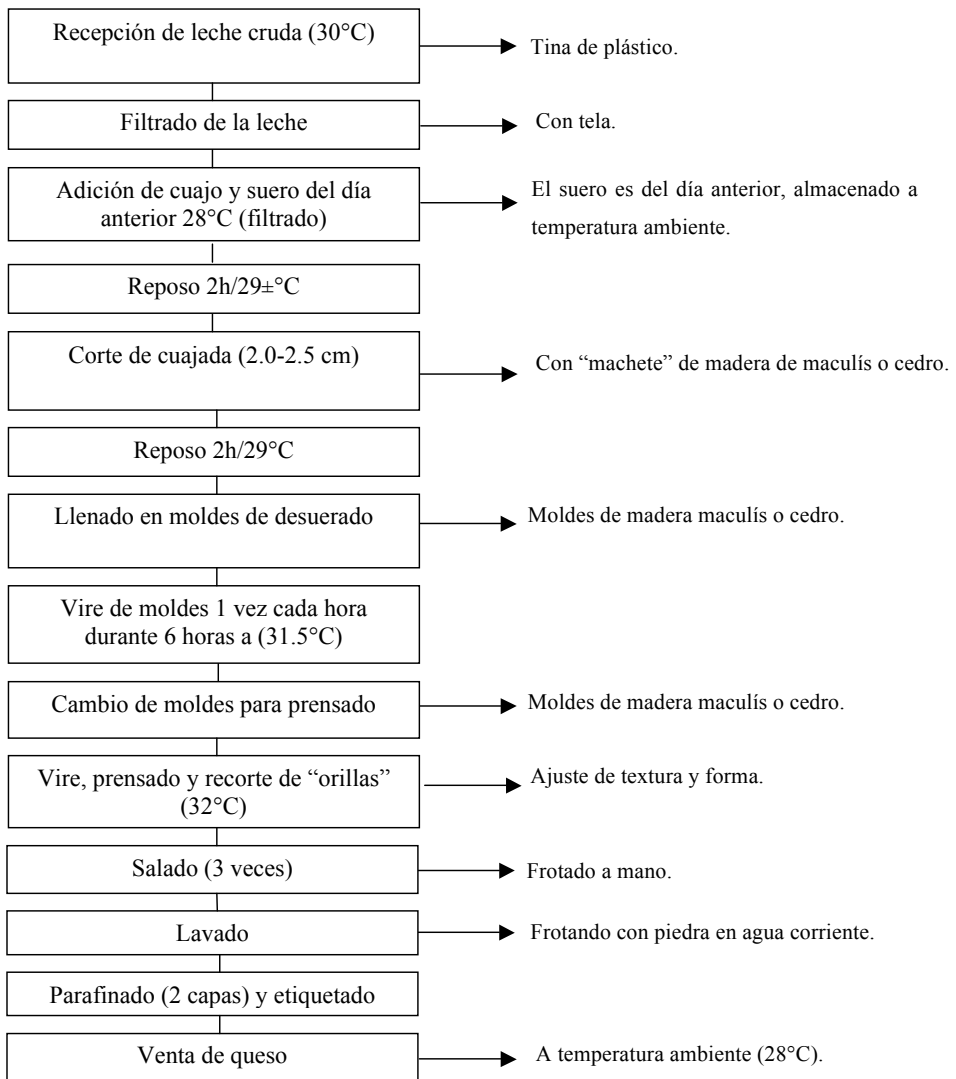 Recepción de leche cruda (30°C)
Tina de plástico.
Filtrado de la leche
Con tela.
Adición de cuajo y suero del día
anterior 28°C (filtrado)
El suero es del día anterior, almacenado a
temperatura ambiente.
Reposo 2h/29±°C
Corte de cuajada (2.0-2.5 cm)
Con “machete” de madera de maculís o cedro.
Reposo 2h/29°C
Llenado en moldes de desuerado
Moldes de madera maculís o cedro.
Vire de moldes 1 vez cada hora
durante 6 horas a (31.5°C)
Cambio de moldes para prensado
Moldes de madera maculís o cedro.
Vire, prensado y recorte de “orillas”
(32°C)
Ajuste de textura y forma.
Salado (3 veces)
Frotado a mano.
Lavado
Frotando con piedra en agua corriente.
Parafinado (2 capas) y etiquetado
Venta de queso
A temperatura ambiente (28°C).